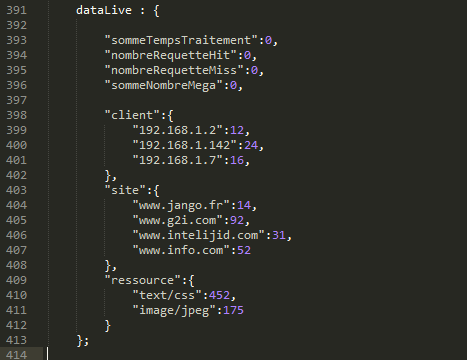 391 dataLive : {
392
393 "sommeTempsTraitement":0,
394 "nombreRequetteHit":0,
395 "nombreRequetteMiss":0,
396 "sommeNombreMega":0,
397
398 "client":{
399 "192.168.1.2":12,
400 "192.168.1.142":24,
401 "192.168.1.7":16,
402 },
403 "site":{
404 "www.jango.fr":14,
405 "www.g2i.com":92,
406 "www.intelijid.com":31,
407 "www.info.com":52
408 },
409 "ressource":{
410 "text/css":452,
411 "image/jpeg":175
412 }
413 };
414